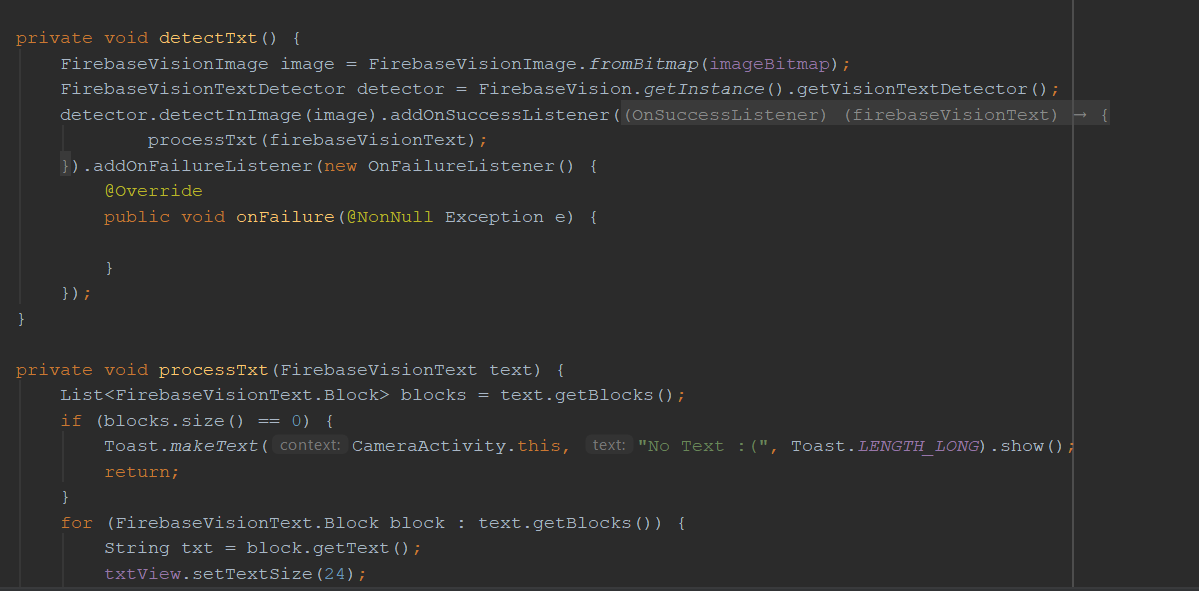 private void detectTxt() {
    FirebaseVisionImage image = FirebaseVisionImage.fromBitmap(imageBitmap);
    FirebaseVisionTextDetector detector = FirebaseVision.getInstance().getVisionTextDetector();
    detector.detectInImage(image).addOnSuccessListener((OnSuccessListener) (firebaseVisionText) → {
            processTxt(firebaseVisionText);
    }).addOnFailureListener(new OnFailureListener() {
        @Override
        public void onFailure(@NonNull Exception e) {
        }
    });
}
private void processTxt(FirebaseVisionText text) {
    List<FirebaseVisionText.Block> blocks = text.getBlocks();
    if (blocks.size() == 0) {
        Toast.makeText( context: CameraActivity.this, text: "No Text :(", Toast.LENGTH_LONG).show();
        return;
    }
    for (FirebaseVisionText.Block block : text.getBlocks()) {
        String txt = block.getText();
        txtView.setTextSize(24);